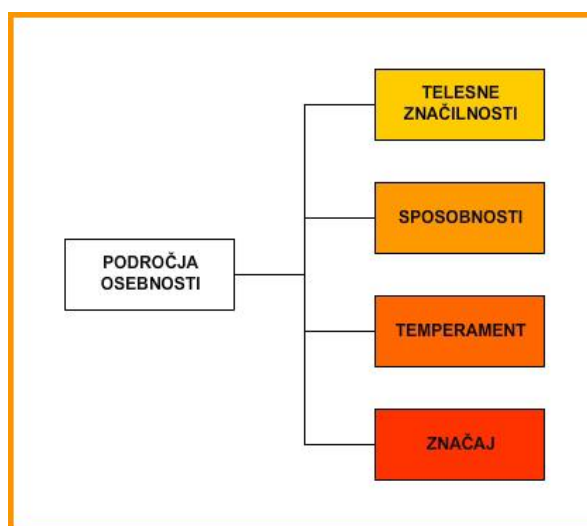 TELESNE
ZNAČILNOSTI
SPOSOBNOSTI
PODROČJA
OSEBNOSTI
TEMPERAMENT
ZNAČAJ